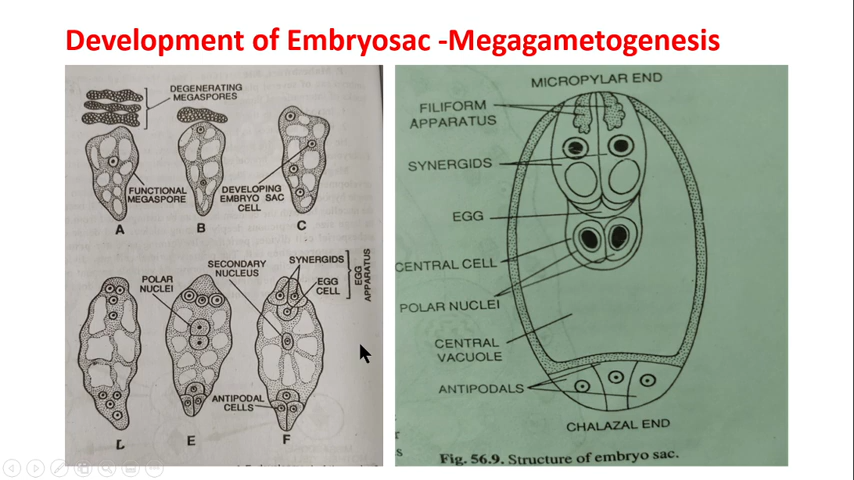 Development of Embryosac -Megagametogenesis
DEGENERATING
MEGASPORES
FUNCTIONAL
MEGASPORE
DEVELOPING
EMBRYO SAC
CELL
A
B
C
POLAR
NUCLEI
SECONDARY
NUCLEUS
SYNERGIDS
EGG
CELL
EGG
APPARATUS
ANTIPODAL
CELLS
D
E
F
MICROPYLAR END
FILIFORM
APPARATUS
SYNERGIDS
EGG
CENTRAL CELL
POLAR NUCLEI
CENTRAL
VACUOLE
ANTIPODALS
CHALAZAL END
Fig. 56.9. Structure of embryo sac.